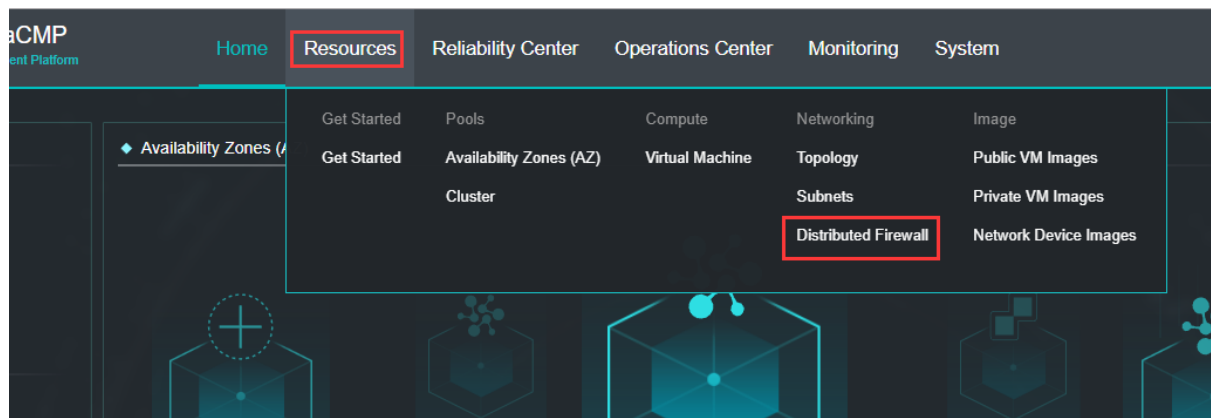 aCMP
ent Platform
Home
Resources
Reliability Center
Operations Center
Monitoring
System
Availability Zones (A
Get Started
Get Started
Pools
Availability Zones (AZ)
Cluster
Compute
Virtual Machine
Networking
Topology
Subnets
Distributed Firewall
Image
Public VM Images
Private VM Images
Network Device Images